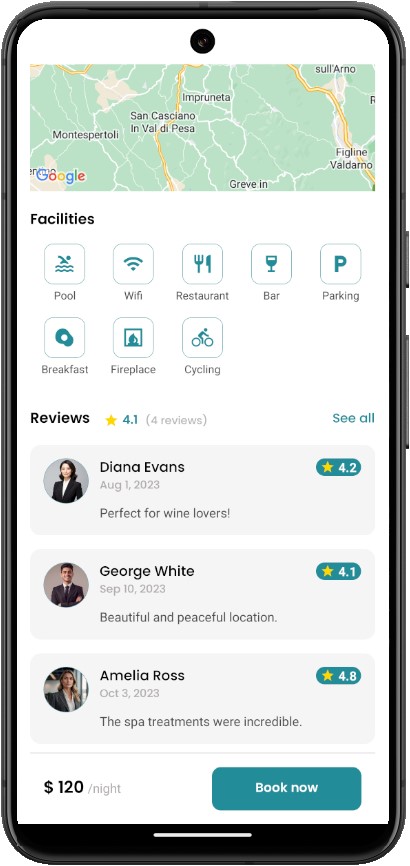 sull'Arno
Impruneta
San Casciano
In Val di Pesa
Montespertoli
Figline
Valdarno
Google
Greve in
Facilities
Pool
Wifi
Restaurant
Bar
P
Parking
Breakfast
Fireplace
Cycling
Reviews 4.1 (4 reviews) See all
Diana Evans 4.2
Aug 1, 2023
Perfect for wine lovers!
George White 4.1
Sep 10, 2023
Beautiful and peaceful location.
Amelia Ross 4.8
Oct 3, 2023
The spa treatments were incredible.
$ 120 /night Book now